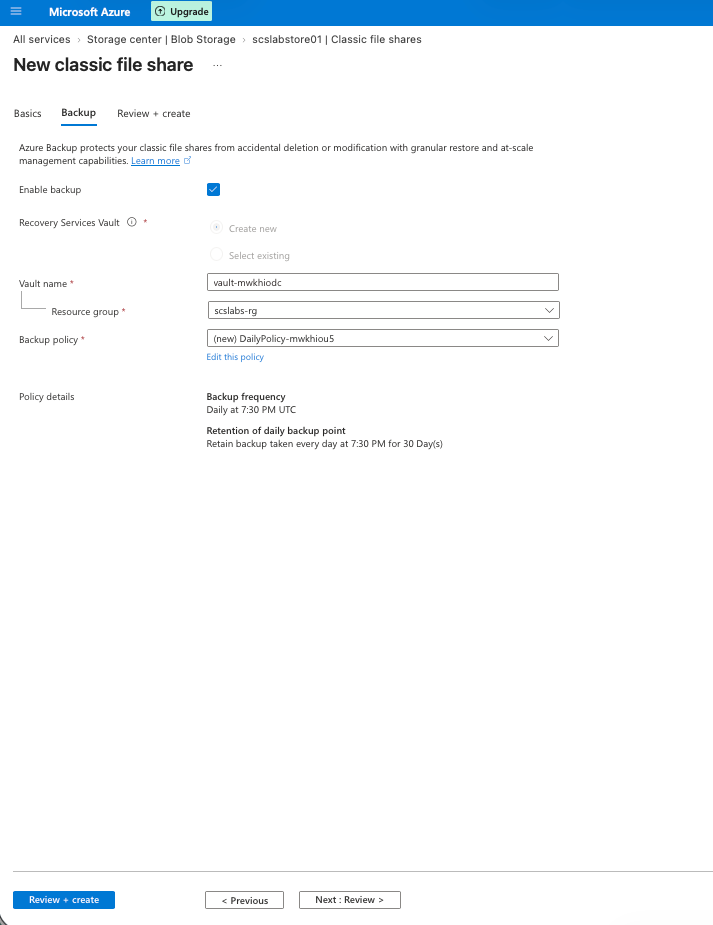 Microsoft Azure
Upgrade
All services › Storage center | Blob Storage › scslabstore01 | Classic file shares
New classic file share ...
Basics Backup Review + create
Azure Backup protects your classic file shares from accidental deletion or modification with granular restore and at-scale
management capabilities. Learn more
Enable backup
Recovery Services Vault *
Create new
Select existing
Vault name * vault-mwkhiodc
Resource group * scslabs-rg
Backup policy * (new) DailyPolicy-mwkhiou5
Edit this policy
Policy details Backup frequency
Daily at 7:30 PM UTC
Retention of daily backup point
Retain backup taken every day at 7:30 PM for 30 Day(s)
Review + create < Previous Next : Review >